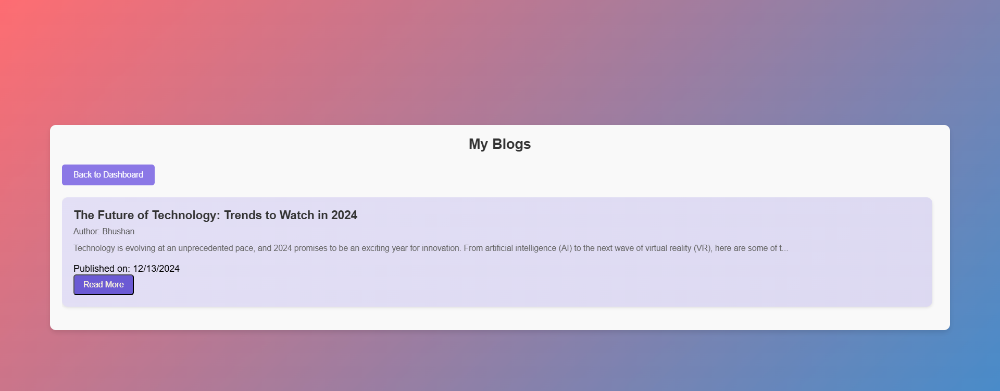 My Blogs
Back to Dashboard
The Future of Technology: Trends to Watch in 2024
Author: Bhushan
Technology is evolving at an unprecedented pace, and 2024 promises to be an exciting year for innovation. From artificial intelligence (AI) to the next wave of virtual reality (VR), here are some of t...
Published on: 12/13/2024
Read More